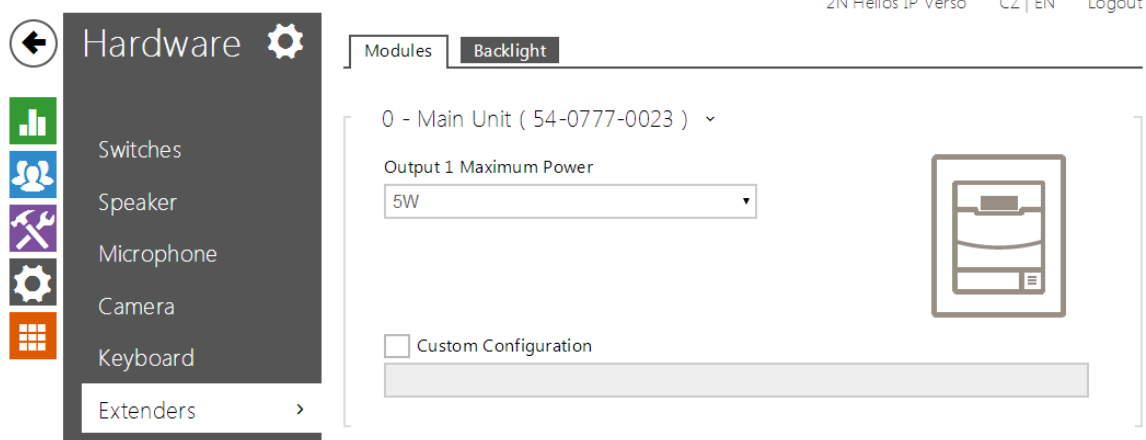 2N Helios IP Verso CZ | EN Logout
Hardware
Modules Backlight
0 - Main Unit ( 54-0777-0023 )
Switches
Output 1 Maximum Power
5W
Speaker
Microphone
Camera
Keyboard
Custom Configuration
Extenders